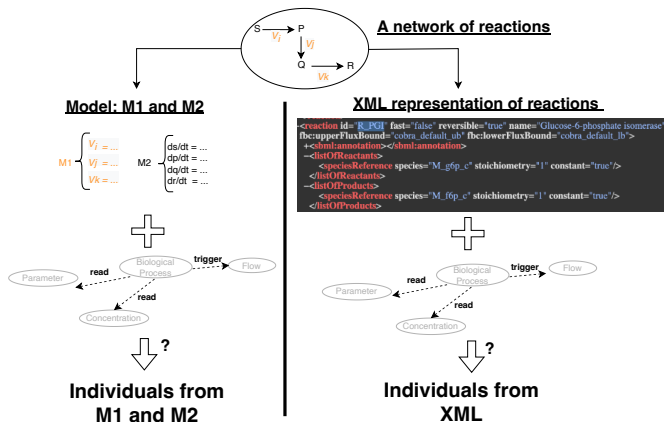 A network of reactions
S
P
Vi
Vj
Q
R
Vk
Model: M1 and M2
M1
Vi = ...
Vj = ...
Vk = ...
M2
ds/dt = ...
dp/dt = ...
dq/dt = ...
dr/dt = ...
Biological
Process
Parameter
read
trigger
Flow
read
Concentration
?
Individuals from
M1 and M2
XML representation of reactions
-<reaction id="R_PGI" fast="false" reversible="true" name="Glucose-6-phosphate isomerase"
fbc:upperFluxBound="cobra_default_ub" fbc:lowerFluxBound="cobra_default_lb">
+<sbml:annotation></sbml:annotation>
−<listOfReactants>
<speciesReference species="M_g6p_c" stoichiometry="1" constant="true"/>
</listOfReactants>
−<listOfProducts>
<speciesReference species="M_f6p_c" stoichiometry="1" constant="true"/>
</listOfProducts>
Biological
Process
Parameter
read
trigger
Flow
read
Concentration
?
Individuals from
XML